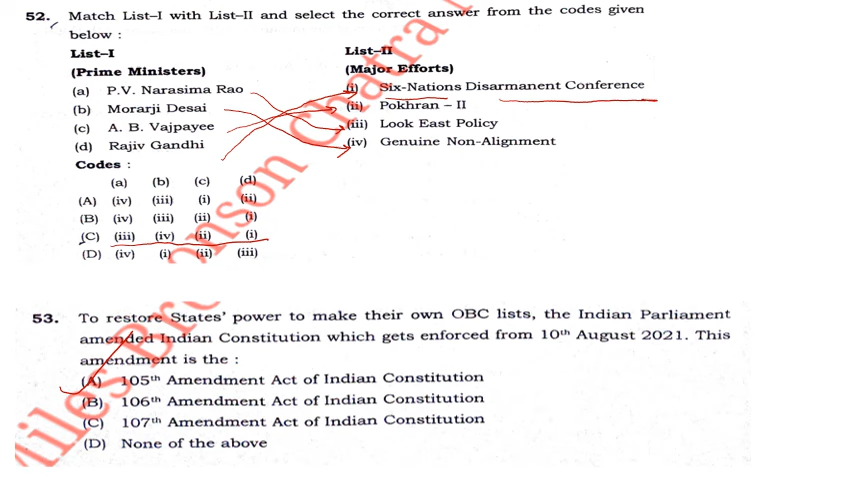 52. Match List–I with List–II and select the correct answer from the codes given
below :
List–I List–II
(Prime Ministers) (Major Efforts)
(a) P.V. Narasima Rao (i) Six-Nations Disarmanent Conference
(b) Morarji Desai (ii) Pokhran – II
(c) A. B. Vajpayee (iii) Look East Policy
(d) Rajiv Gandhi (iv) Genuine Non-Alignment
Codes :
(a) (b) (c) (d)
(A) (iv) (iii) (i) (ii)
(B) (iv) (iii) (ii) (i)
(C) (iii) (iv) (ii) (i)
(D) (iv) (i) (ii) (iii)
53. To restore States' power to make their own OBC lists, the Indian Parliament
amended Indian Constitution which gets enforced from 10th August 2021. This
amendment is the :
(A) 105th Amendment Act of Indian Constitution
(B) 106th Amendment Act of Indian Constitution
(C) 107th Amendment Act of Indian Constitution
(D) None of the above